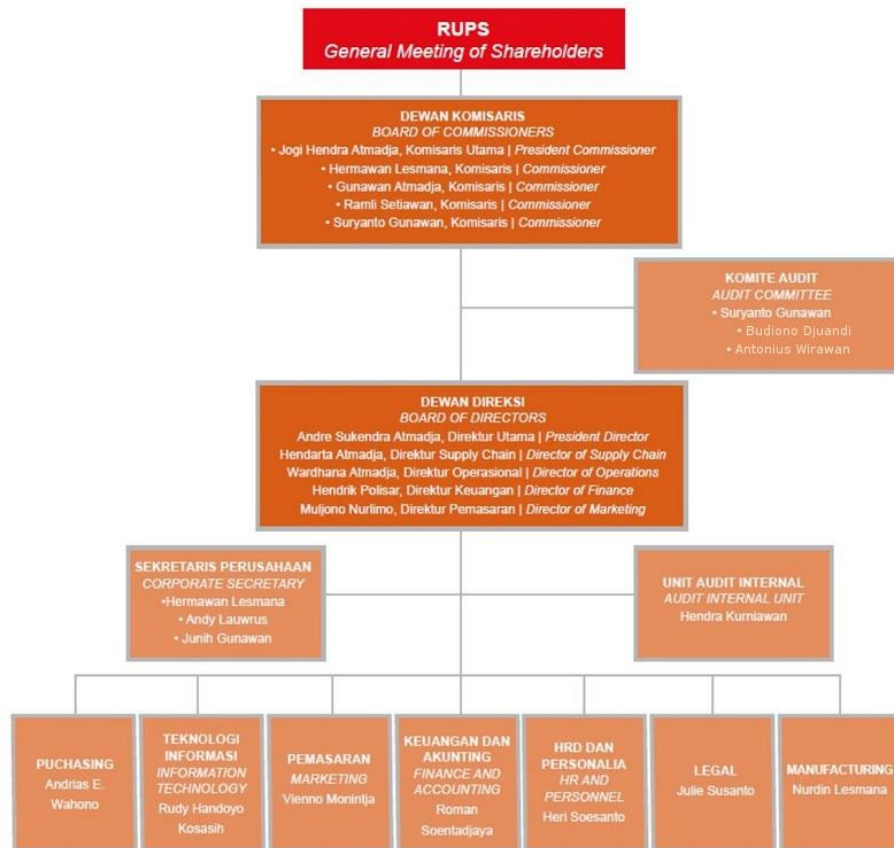 RUPS
General Meeting of Shareholders
DEWAN KOMISARIS
BOARD OF COMMISSIONERS
• Jogi Hendra Atmadja, Komisaris Utama | President Commissioner
• Hermawan Lesmana, Komisaris | Commissioner
• Gunawan Atmadja, Komisaris | Commissioner
• Ramli Setiawan, Komisaris | Commissioner
• Suryanto Gunawan, Komisaris | Commissioner
KOMITE AUDIT
AUDIT COMMITTEE
• Suryanto Gunawan
• Budiono Djuandi
• Antonius Wirawan
DEWAN DIREKSI
BOARD OF DIRECTORS
Andre Sukendra Atmadja, Direktur Utama | President Director
Hendarta Atmadja, Direktur Supply Chain | Director of Supply Chain
Wardhana Atmadja, Direktur Operasional | Director of Operations
Hendrik Polisar, Direktur Keuangan | Director of Finance
Muljono Nurlimo, Direktur Pemasaran | Director of Marketing
SEKRETARIS PERUSAHAAN
CORPORATE SECRETARY
•Hermawan Lesmana
• Andy Lauwrus
• Junih Gunawan
UNIT AUDIT INTERNAL
AUDIT INTERNAL UNIT
Hendra Kurniawan
PUCHASING
Andrias E.
Wahono
TEKNOLOGI
INFORMASI
INFORMATION
TECHNOLOGY
Rudy Handoyo
Kosasih
PEMASARAN
MARKETING
Vienno Monintja
KEUANGAN DAN
AKUNTING
FINANCE AND
ACCOUNTING
Roman
Soentadjaya
HRD DAN
PERSONALIA
HR AND
PERSONNEL
Heri Soesanto
LEGAL
Julie Susanto
MANUFACTURING
Nurdin Lesmana